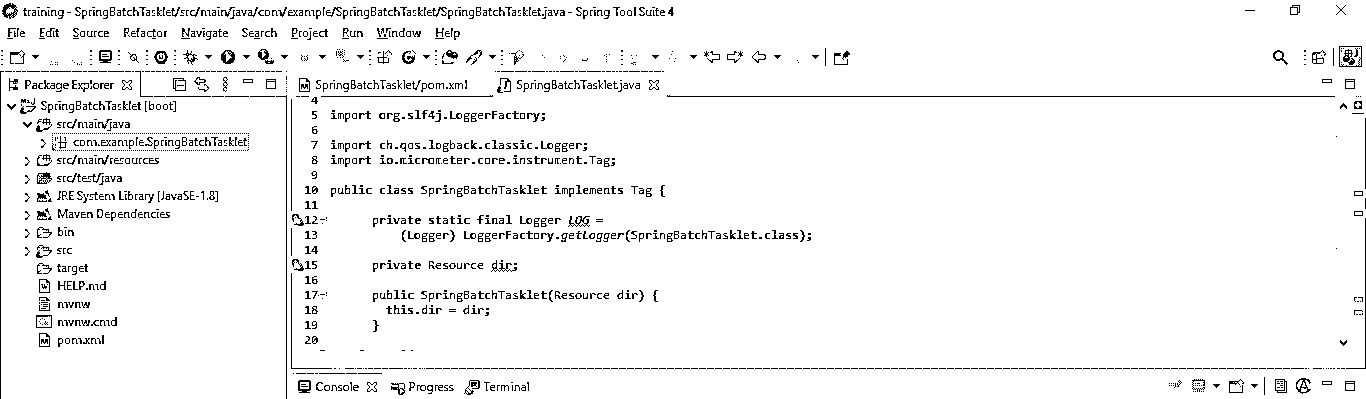 training - SpringBatchTasklet/src/main/java/com/example/SpringBatchTasklet/SpringBatchTasklet.java - Spring Tool Suite 4
File Edit Source Refactor Navigate Search Project Run Window Help
Package Explorer
SpringBatchTasklet/pom.xml SpringBatchTasklet.java
SpringBatchTasklet [boot]
src/main/java
com.example.SpringBatchTasklet
src/main/resources
src/test/java
JRE System Library [JavaSE-1.8]
Maven Dependencies
bin
src
target
HELP.md
mvnw
mvnw.cmd
pom.xml
4
5 import org.slf4j.LoggerFactory;
6
7 import ch.qos.logback.classic.Logger;
8 import io.micrometer.core.instrument.Tag;
9
10 public class SpringBatchTasklet implements Tag {
11
12 private static final Logger LOG =
13 (Logger) LoggerFactory.getLogger(SpringBatchTasklet.class);
14
15 private Resource dir;
16
17 public SpringBatchTasklet(Resource dir) {
18 this.dir = dir;
19 }
20
Console Progress Terminal